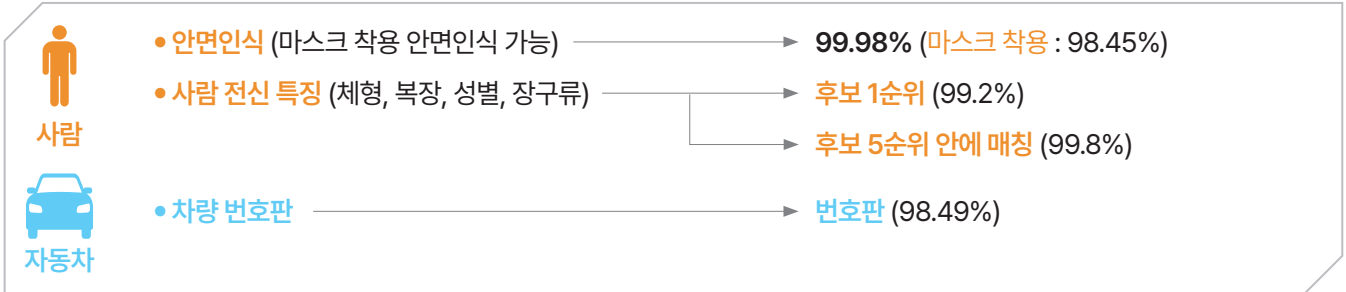 • 안면인식 (마스크 착용 안면인식 가능) 99.98% (마스크 착용 : 98.45%)
• 사람 전신 특징 (체형, 복장, 성별, 장구류) 후보 1순위 (99.2%)
후보 5순위 안에 매칭 (99.8%)
사람
• 차량 번호판 번호판 (98.49%)
자동차